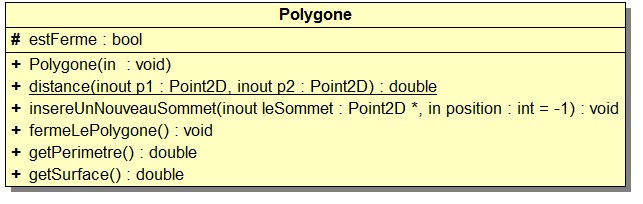 Polygone
# estFerme : bool
+ Polygone(in : void)
+ distance(inout p1 : Point2D, inout p2 : Point2D) : double
+ insereUnNouveauSommet(inout leSommet : Point2D *, in position : int = -1) : void
+ fermeLePolygone() : void
+ getPerimetre() : double
+ getSurface() : double